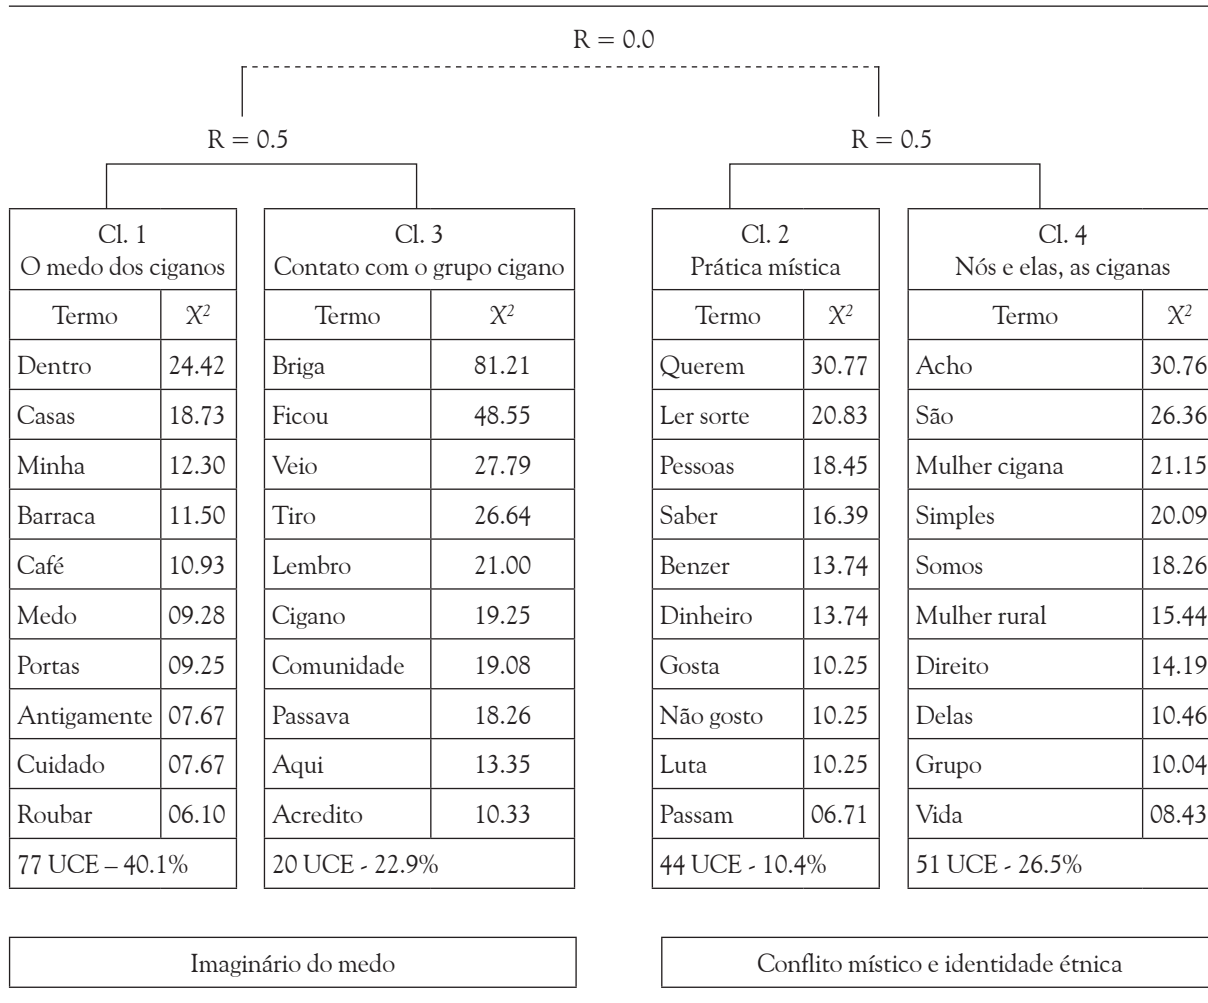 R = 0.0
R = 0.5
R = 0.5
Cl. 1
O medo dos ciganos
Cl. 3
Contato com o grupo cigano
Cl. 2
Prática mística
Cl. 4
Nós e elas, as ciganas
Termo X² Termo X² Termo X² Termo X²
Dentro 24.42 Briga 81.21 Querem 30.77 Acho 30.76
Casas 18.73 Ficou 48.55 Ler sorte 20.83 São 26.36
Minha 12.30 Veio 27.79 Pessoas 18.45 Mulher cigana 21.15
Barraca 11.50 Tiro 26.64 Saber 16.39 Simples 20.09
Café 10.93 Lembro 21.00 Benzer 13.74 Somos 18.26
Medo 09.28 Cigano 19.25 Dinheiro 13.74 Mulher rural 15.44
Portas 09.25 Comunidade 19.08 Gosta 10.25 Direito 14.19
Antigamente 07.67 Passava 18.26 Não gosto 10.25 Delas 10.46
Cuidado 07.67 Aqui 13.35 Luta 10.25 Grupo 10.04
Roubar 06.10 Acredito 10.33 Passam 06.71 Vida 08.43
77 UCE – 40.1% 20 UCE - 22.9% 44 UCE - 10.4% 51 UCE - 26.5%
Imaginário do medo
Conflito místico e identidade étnica